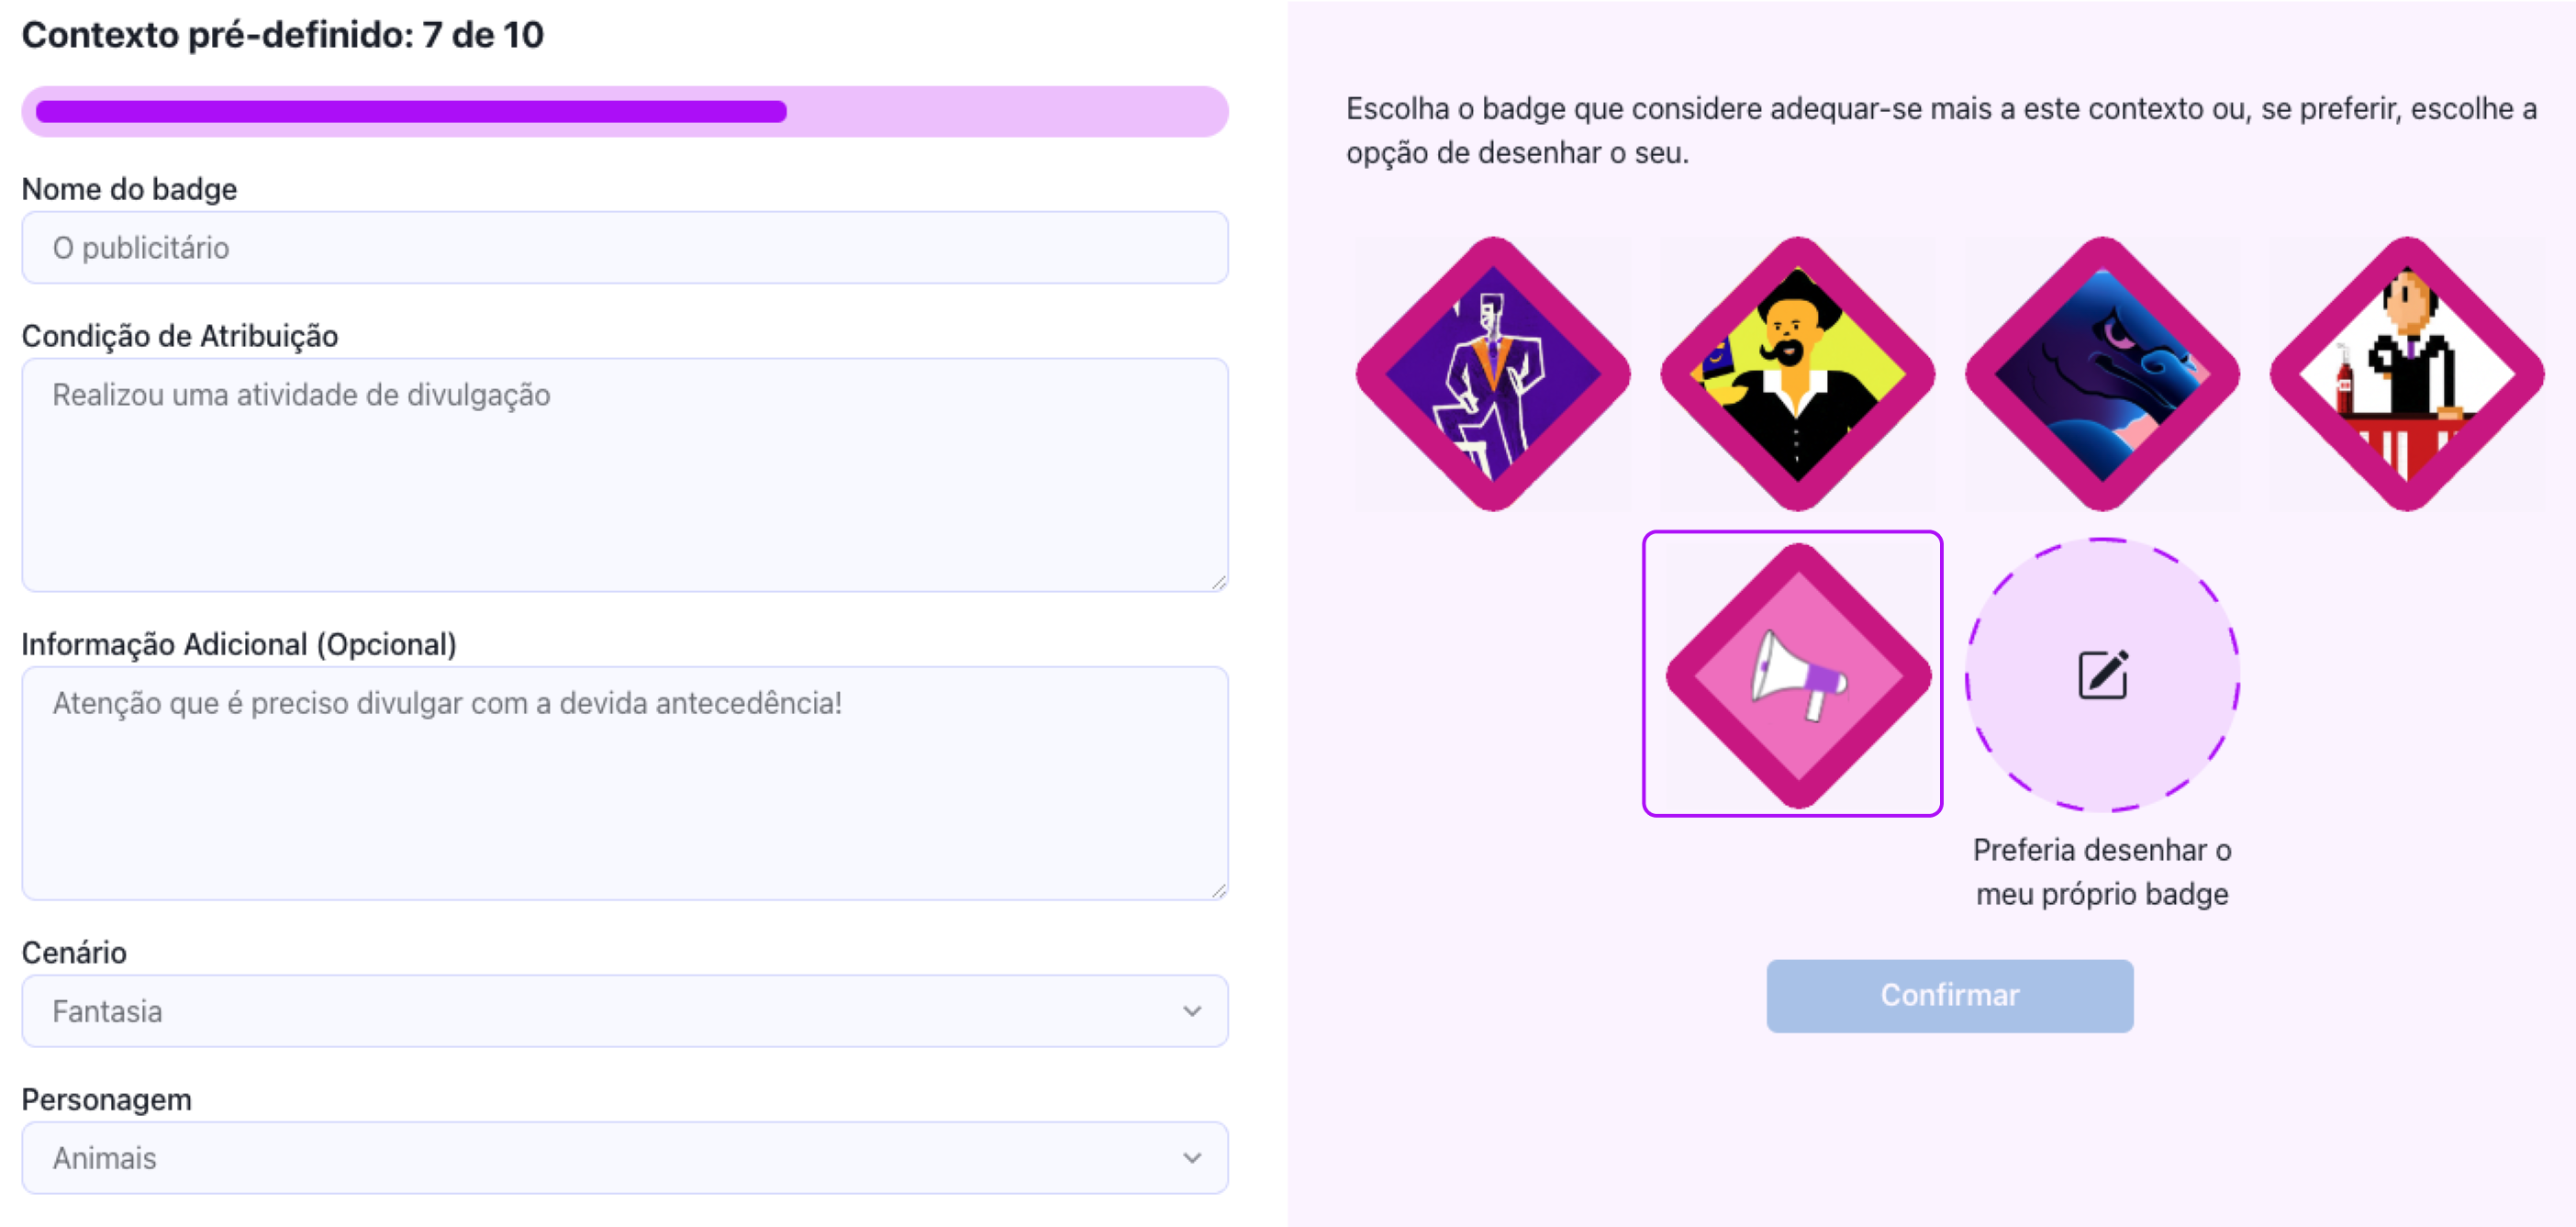 Contexto pré-definido: 7 de 10
Nome do badge
O publicitário
Condição de Atribuição
Realizou uma atividade de divulgação
Informação Adicional (Opcional)
Atenção que é preciso divulgar com a devida antecedência!
Cenário
Fantasia
Personagem
Animais
Escolha o badge que considere adequar-se mais a este contexto ou, se preferir, escolhe a
opção de desenhar o seu.
Preferia desenhar o
meu próprio badge
Confirmar